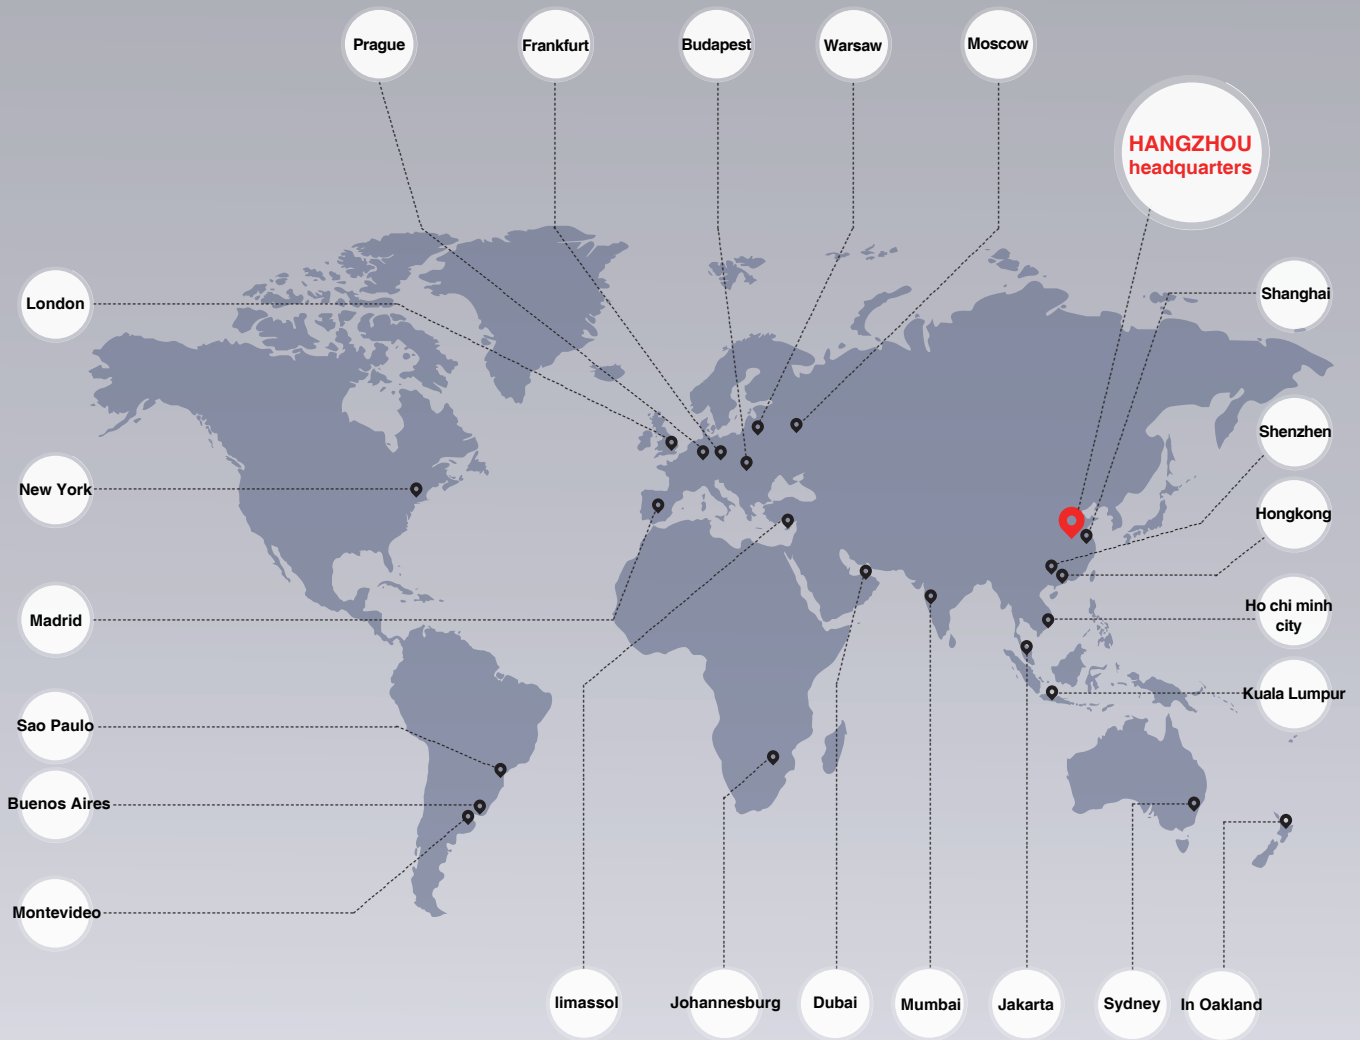 Prague
Frankfurt
Budapest
Warsaw
Moscow
HANGZHOU
headquarters
London
Shanghai
New York
Shenzhen
Hongkong
Madrid
Ho chi minh
city
Sao Paulo
Kuala Lumpur
Buenos Aires
Montevideo
limassol
Johannesburg
Dubai
Mumbai
Jakarta
Sydney
In Oakland